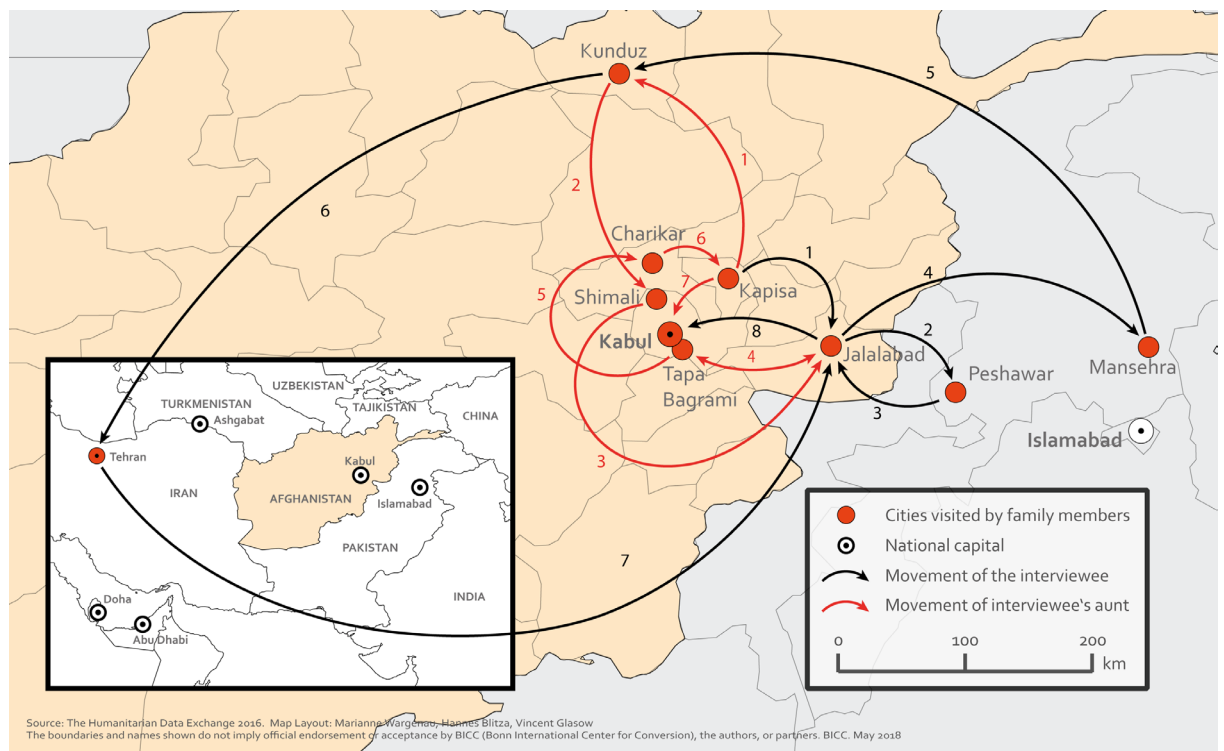 Kunduz
5
1
2
6
Charikar
6
1
4
Kapisa
7
5
Shimali
8
2
Kabul
4
Jalalabad
Mansehra
Tapa
Bagrami
Peshawar
3
Islamabad
3
7
UZBEKISTAN
TURKMENISTAN
TAJIKISTAN
CHINA
Ashgabat
Tehran
Kabul
IRAN
AFGHANISTAN
Islamabad
PAKISTAN
INDIA
Doha
Abu Dhabi
Cities visited by family members
National capital
Movement of the interviewee
Movement of interviewee's aunt
0 100 200
km
Source: The Humanitarian Data Exchange 2016. Map Layout: Marianne Wargenau, Hannes Blitza, Vincent Glasow
The boundaries and names shown do not imply official endorsement or acceptance by BICC (Bonn International Center for Conversion), the authors, or partners. BICC. May 2018